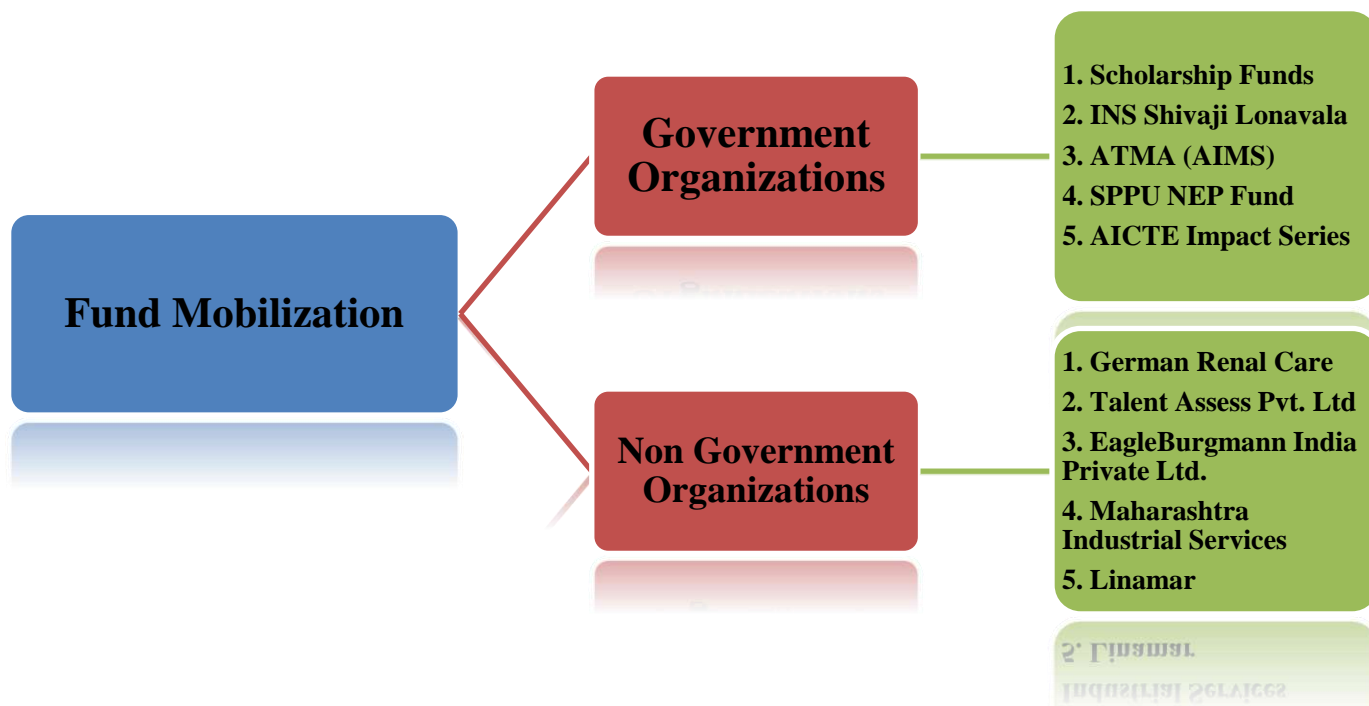 Fund Mobilization
Government
Organizations
1. Scholarship Funds
2. INS Shivaji Lonavala
3. ATMA (AIMS)
4. SPPU NEP Fund
5. AICTE Impact Series
Non Government
Organizations
1. German Renal Care
2. Talent Assess Pvt. Ltd
3. EagleBurgmann India
Private Ltd.
4. Maharashtra
Industrial Services
5. Linamar